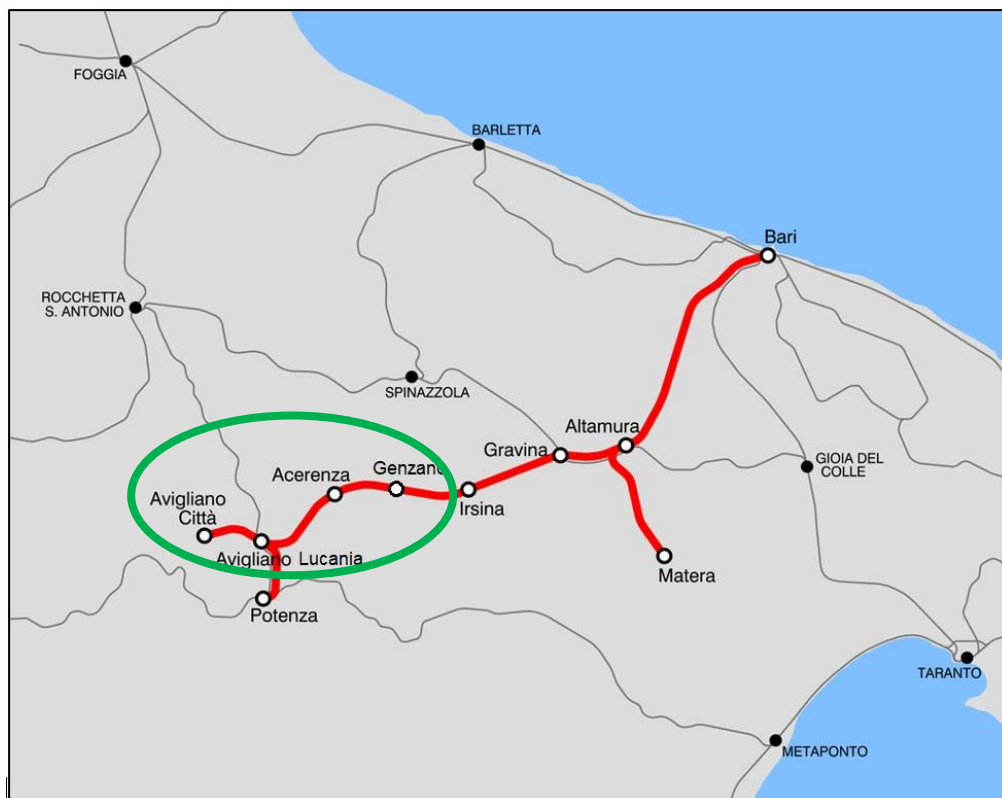 FOGGIA
BARLETTA
Bari
ROCCHETTA
S. ANTONIO
SPINAZZOLA
Altamura
Gravina
GIOIA DEL
COLLE
Genzano
Acerenza
Irsina
Avigliano
Città
Avigliano Lucania
Matera
Potenza
TARANTO
METAPONTO